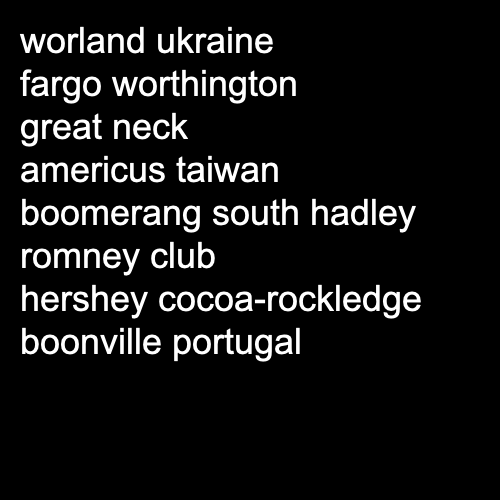 worland ukraine
fargo worthington
great neck
americus taiwan
boomerang south hadley
romney club
hershey cocoa-rockledge
boonville portugal